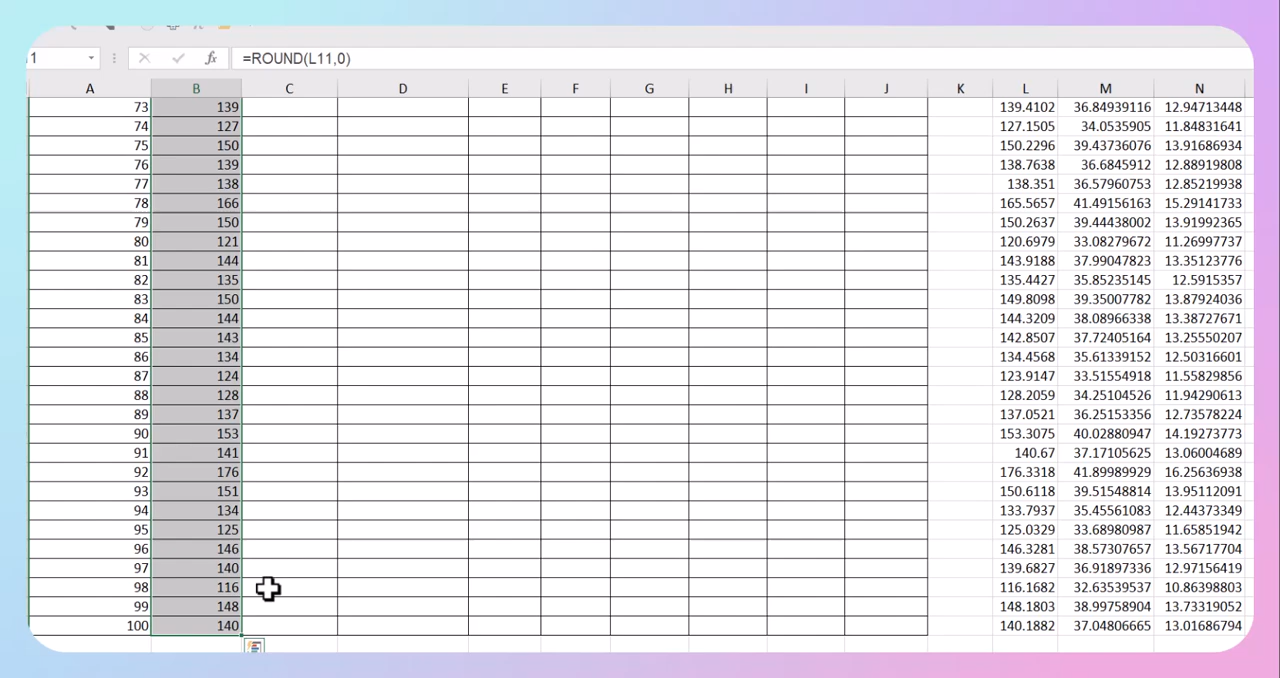 1 =ROUND(L11,0)
A B C D E F G H I J K L M N
73 139 139.4102 36.84939116 12.94713448
74 127 127.1505 34.0535905 11.84831641
75 150 150.2296 39.43736076 13.91686934
76 139 138.7638 36.6845912 12.88919808
77 138 138.351 36.57960753 12.85219938
78 166 165.5657 41.49156163 15.29141733
79 150 150.2637 39.44438002 13.91992365
80 121 120.6979 33.08279672 11.26997737
81 144 143.9188 37.99047823 13.35123776
82 135 135.4427 35.85235145 12.5915357
83 150 149.8098 39.35007782 13.87924036
84 144 144.3209 38.08966338 13.38727671
85 143 142.8507 37.72405164 13.25550207
86 134 134.4568 35.61339152 12.50316601
87 124 123.9147 33.51554918 11.55829856
88 128 128.2059 34.25104526 11.94290613
89 137 137.0521 36.25153356 12.73578224
90 153 153.3075 40.02880947 14.19273773
91 141 140.67 37.17105625 13.06004689
92 176 176.3318 41.89989929 16.25636938
93 151 150.6118 39.51548814 13.95112091
94 134 133.7937 35.45561083 12.44373349
95 125 125.0329 33.68980987 11.65851942
96 146 146.3281 38.57307657 13.56717704
97 140 139.6827 36.91897336 12.97156419
98 116 116.1682 32.63539537 10.86398803
99 148 148.1803 38.99758904 13.73319052
100 140 140.1882 37.04806665 13.01686794